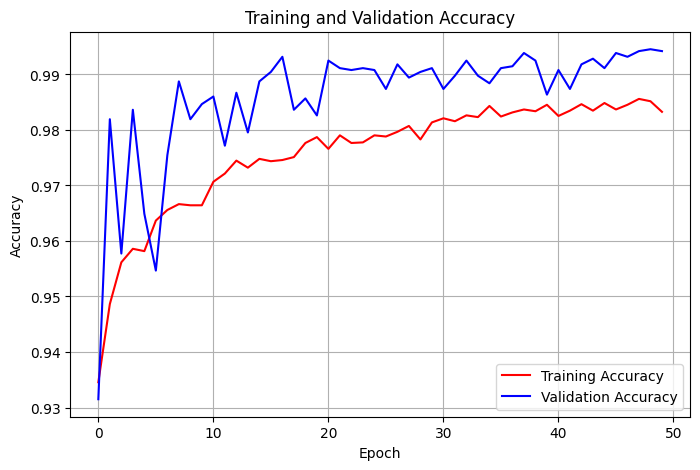 Training and Validation Accuracy
Accuracy
0.99
0.98
0.97
0.96
0.95
0.94
0.93
0 10 20 30 40 50
Epoch
Training Accuracy
Validation Accuracy